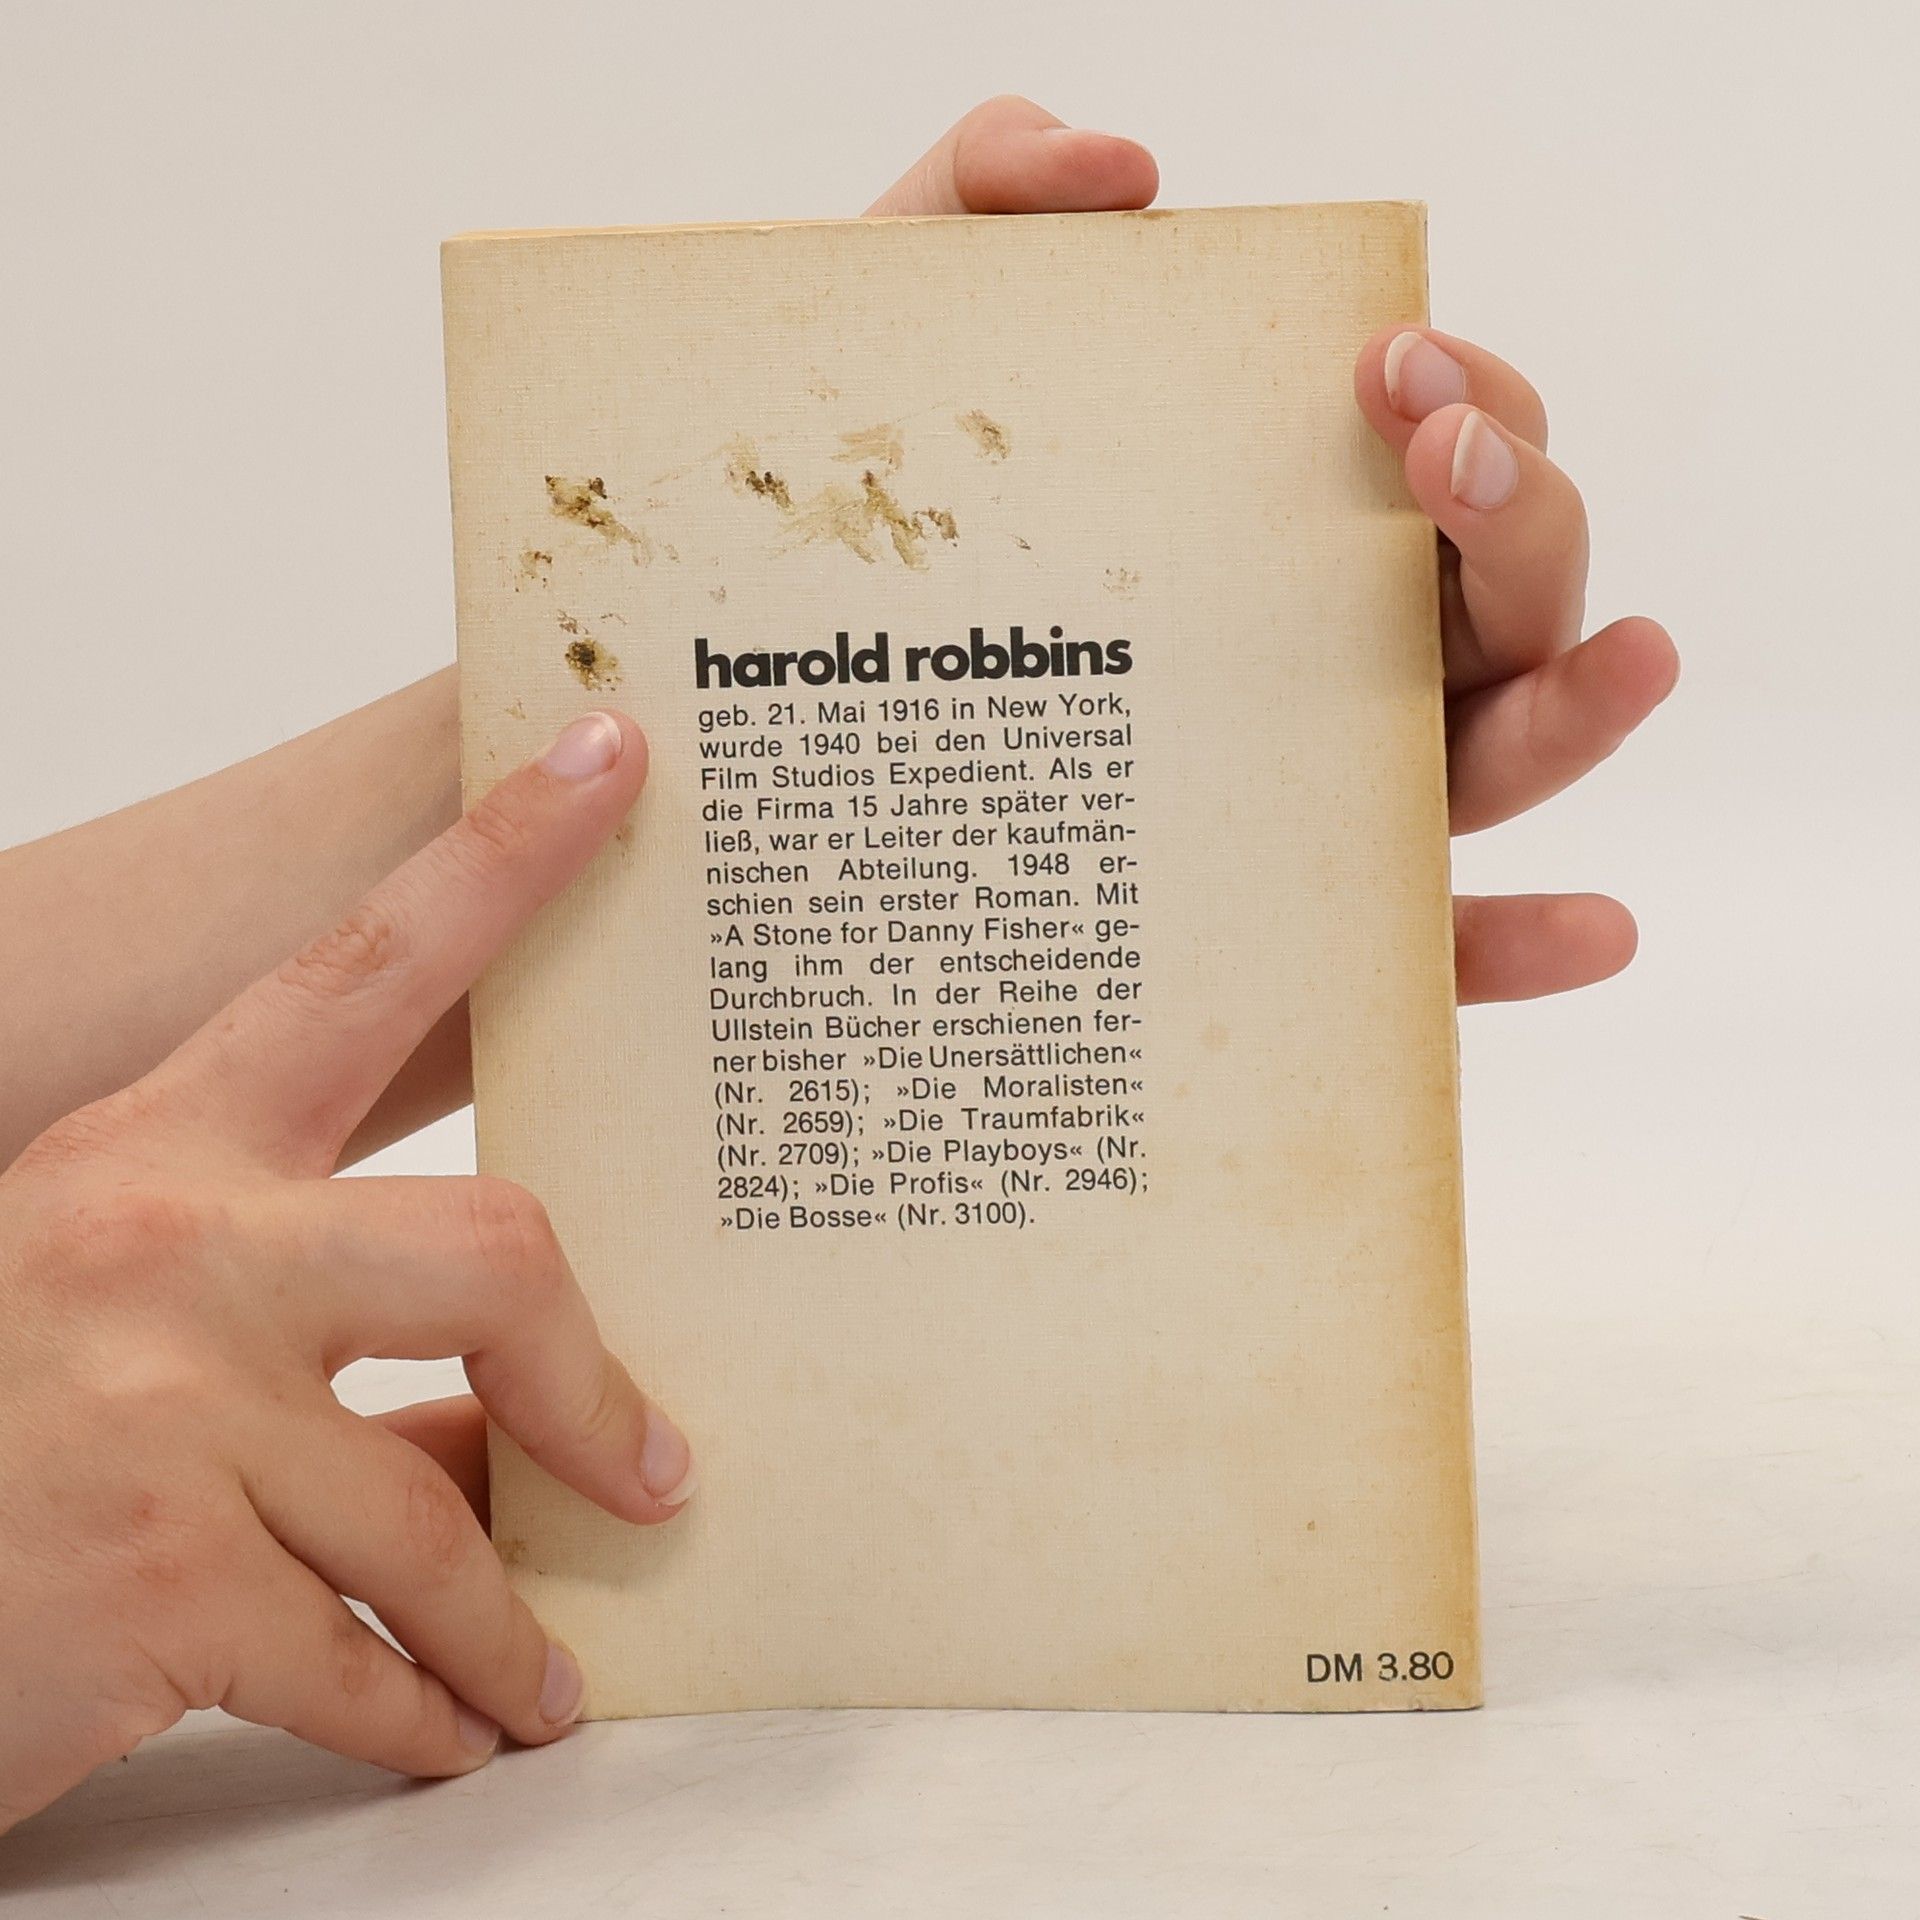 harold robbins
geb. 21. Mai 1916 in New York,
wurde 1940 bei den Universal
Film Studios Expedient. Als er
die Firma 15 Jahre später ver-
ließ, war er Leiter der kaufmän-
nischen Abteilung. 1948 er-
schien sein erster Roman. Mit
»A Stone for Danny Fisher« ge-
lang ihm der entscheidende
Durchbruch. In der Reihe der
Ullstein Bücher erschienen fer-
ner bisher »Die Unersättlichen«
(Nr. 2615); »Die Moralisten«
(Nr. 2659); »Die Traumfabrik«
(Nr. 2709); »Die Playboys« (Nr.
2824); »Die Profis« (Nr. 2946);
»Die Bosse« (Nr. 3100).
DM 3.80